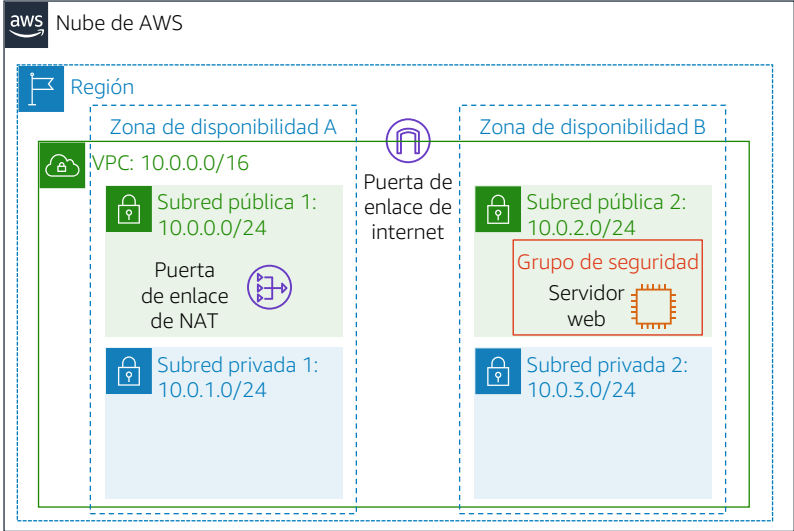 aws
Nube de AWS
Región
Zona de disponibilidad A
Zona de disponibilidad B
VPC: 10.0.0.0/16
Puerta de
enlace de
internet
Subred pública 1:
10.0.0.0/24
Puerta
de enlace
de NAT
Subred pública 2:
10.0.2.0/24
Grupo de seguridad
Servidor
web
Subred privada 1:
10.0.1.0/24
Subred privada 2:
10.0.3.0/24